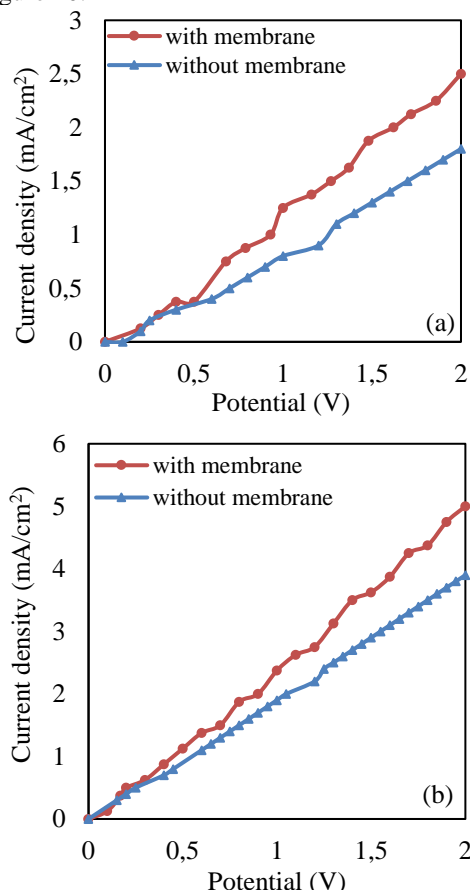 3
with membrane
2,5
without membrane
2
1,5
1
0,5
0
(a)
0 0,5 1 1,5 2
Current density (mA/cm²)
Potential (V)
6
with membrane
5
without membrane
4
3
2
1
0
(b)
0 0,5 1 1,5 2
Current density (mA/cm²)
Potential (V)